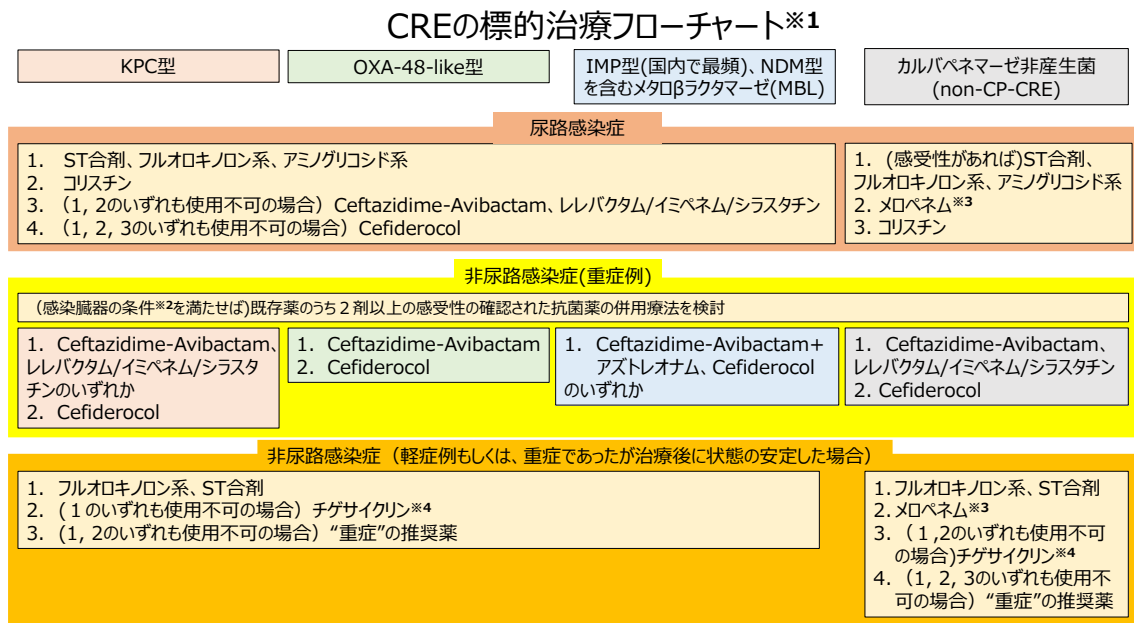 CREの標的治療フローチャート※1
KPC型
OXA-48-like型
IMP型(国内で最頻)、NDM型
を含むメタロβラクタマーゼ(MBL)
カルバペネマーゼ非産生菌
(non-CP-CRE)
尿路感染症
1. ST合剤、フルオロキノロン系、アミノグリコシド系
2. コリスチン
3. （1, 2のいずれも使用不可の場合）Ceftazidime-Avibactam、レレバクタム/イミペネム/シラスタチン
4. （1, 2, 3のいずれも使用不可の場合）Cefiderocol
1. (感受性があれば)ST合剤、
フルオロキノロン系、アミノグリコシド系
2. メロペネム※3
3. コリスチン
非尿路感染症(重症例)
（感染臓器の条件※2を満たせば)既存薬のうち２剤以上の感受性の確認された抗菌薬の併用療法を検討
1. Ceftazidime-Avibactam、
レレバクタム/イミペネム/シラスタ
チンのいずれか
2. Cefiderocol
1. Ceftazidime-Avibactam
2. Cefiderocol
1. Ceftazidime-Avibactam+
アズトレオナム、Cefiderocol
のいずれか
1. Ceftazidime-Avibactam、
レレバクタム/イミペネム/シラスタチン
2. Cefiderocol
非尿路感染症（軽症例もしくは、重症であったが治療後に状態の安定した場合）
1. フルオロキノロン系、ST合剤
2. (１のいずれも使用不可の場合）チゲサイクリン※4
3. (1, 2のいずれも使用不可の場合）“重症”の推奨薬
1. フルオロキノロン系、ST合剤
2. メロペネム※3
3. （１,2のいずれも使用不可
の場合)チゲサイクリン※4
4. （1, 2, 3のいずれも使用不
可の場合）“重症”の推奨薬